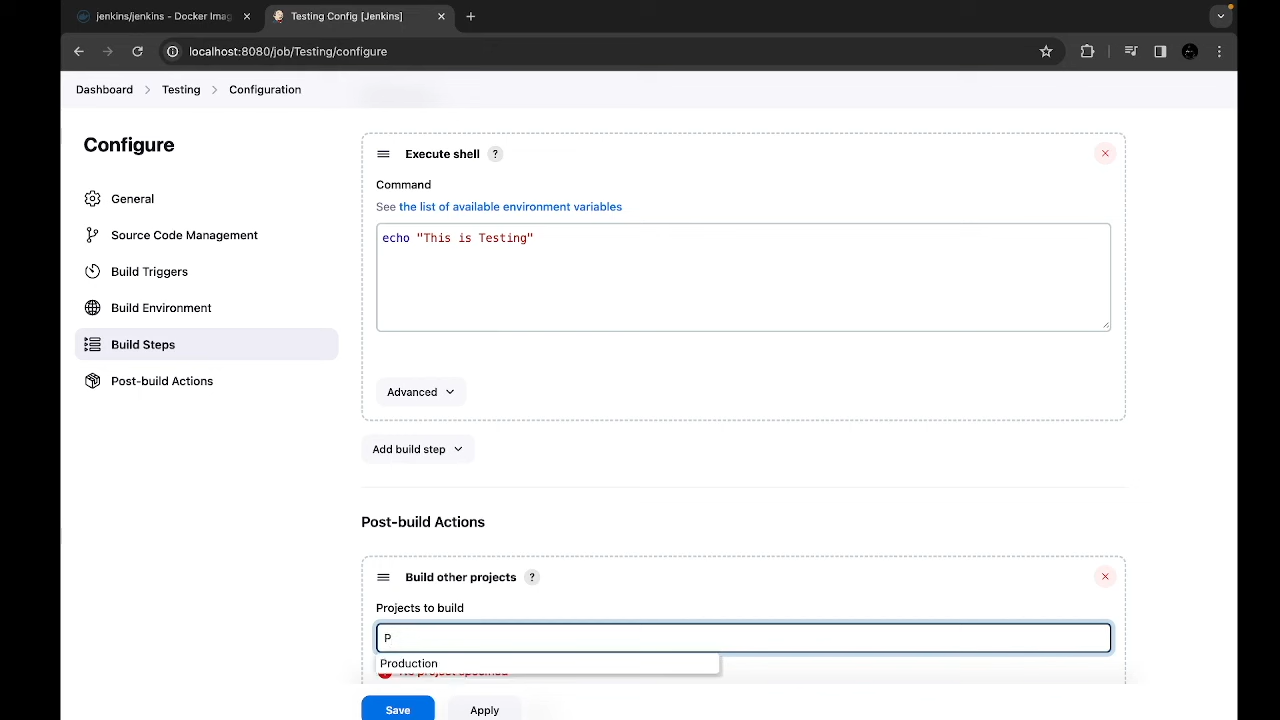 jenkins/jenkins - Docker Imag
Testing Config [Jenkins]
localhost:8080/job/Testing/configure
Dashboard
Testing
Configuration
Configure
General
Source Code Management
Build Triggers
Build Environment
Build Steps
Post-build Actions
Execute shell ?
Command
See the list of available environment variables
echo "This is Testing"
Advanced
Add build step
Post-build Actions
Build other projects ?
Projects to build
P
Production
No project specified
Save
Apply